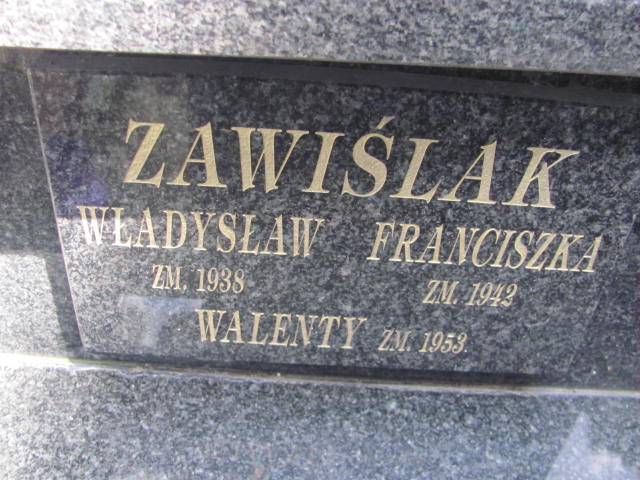 ZAWIŚLAK
WŁADYSŁAW FRANCISZKA
ZM. 1938 ZM. 1942
WALENTY ZM. 1953.